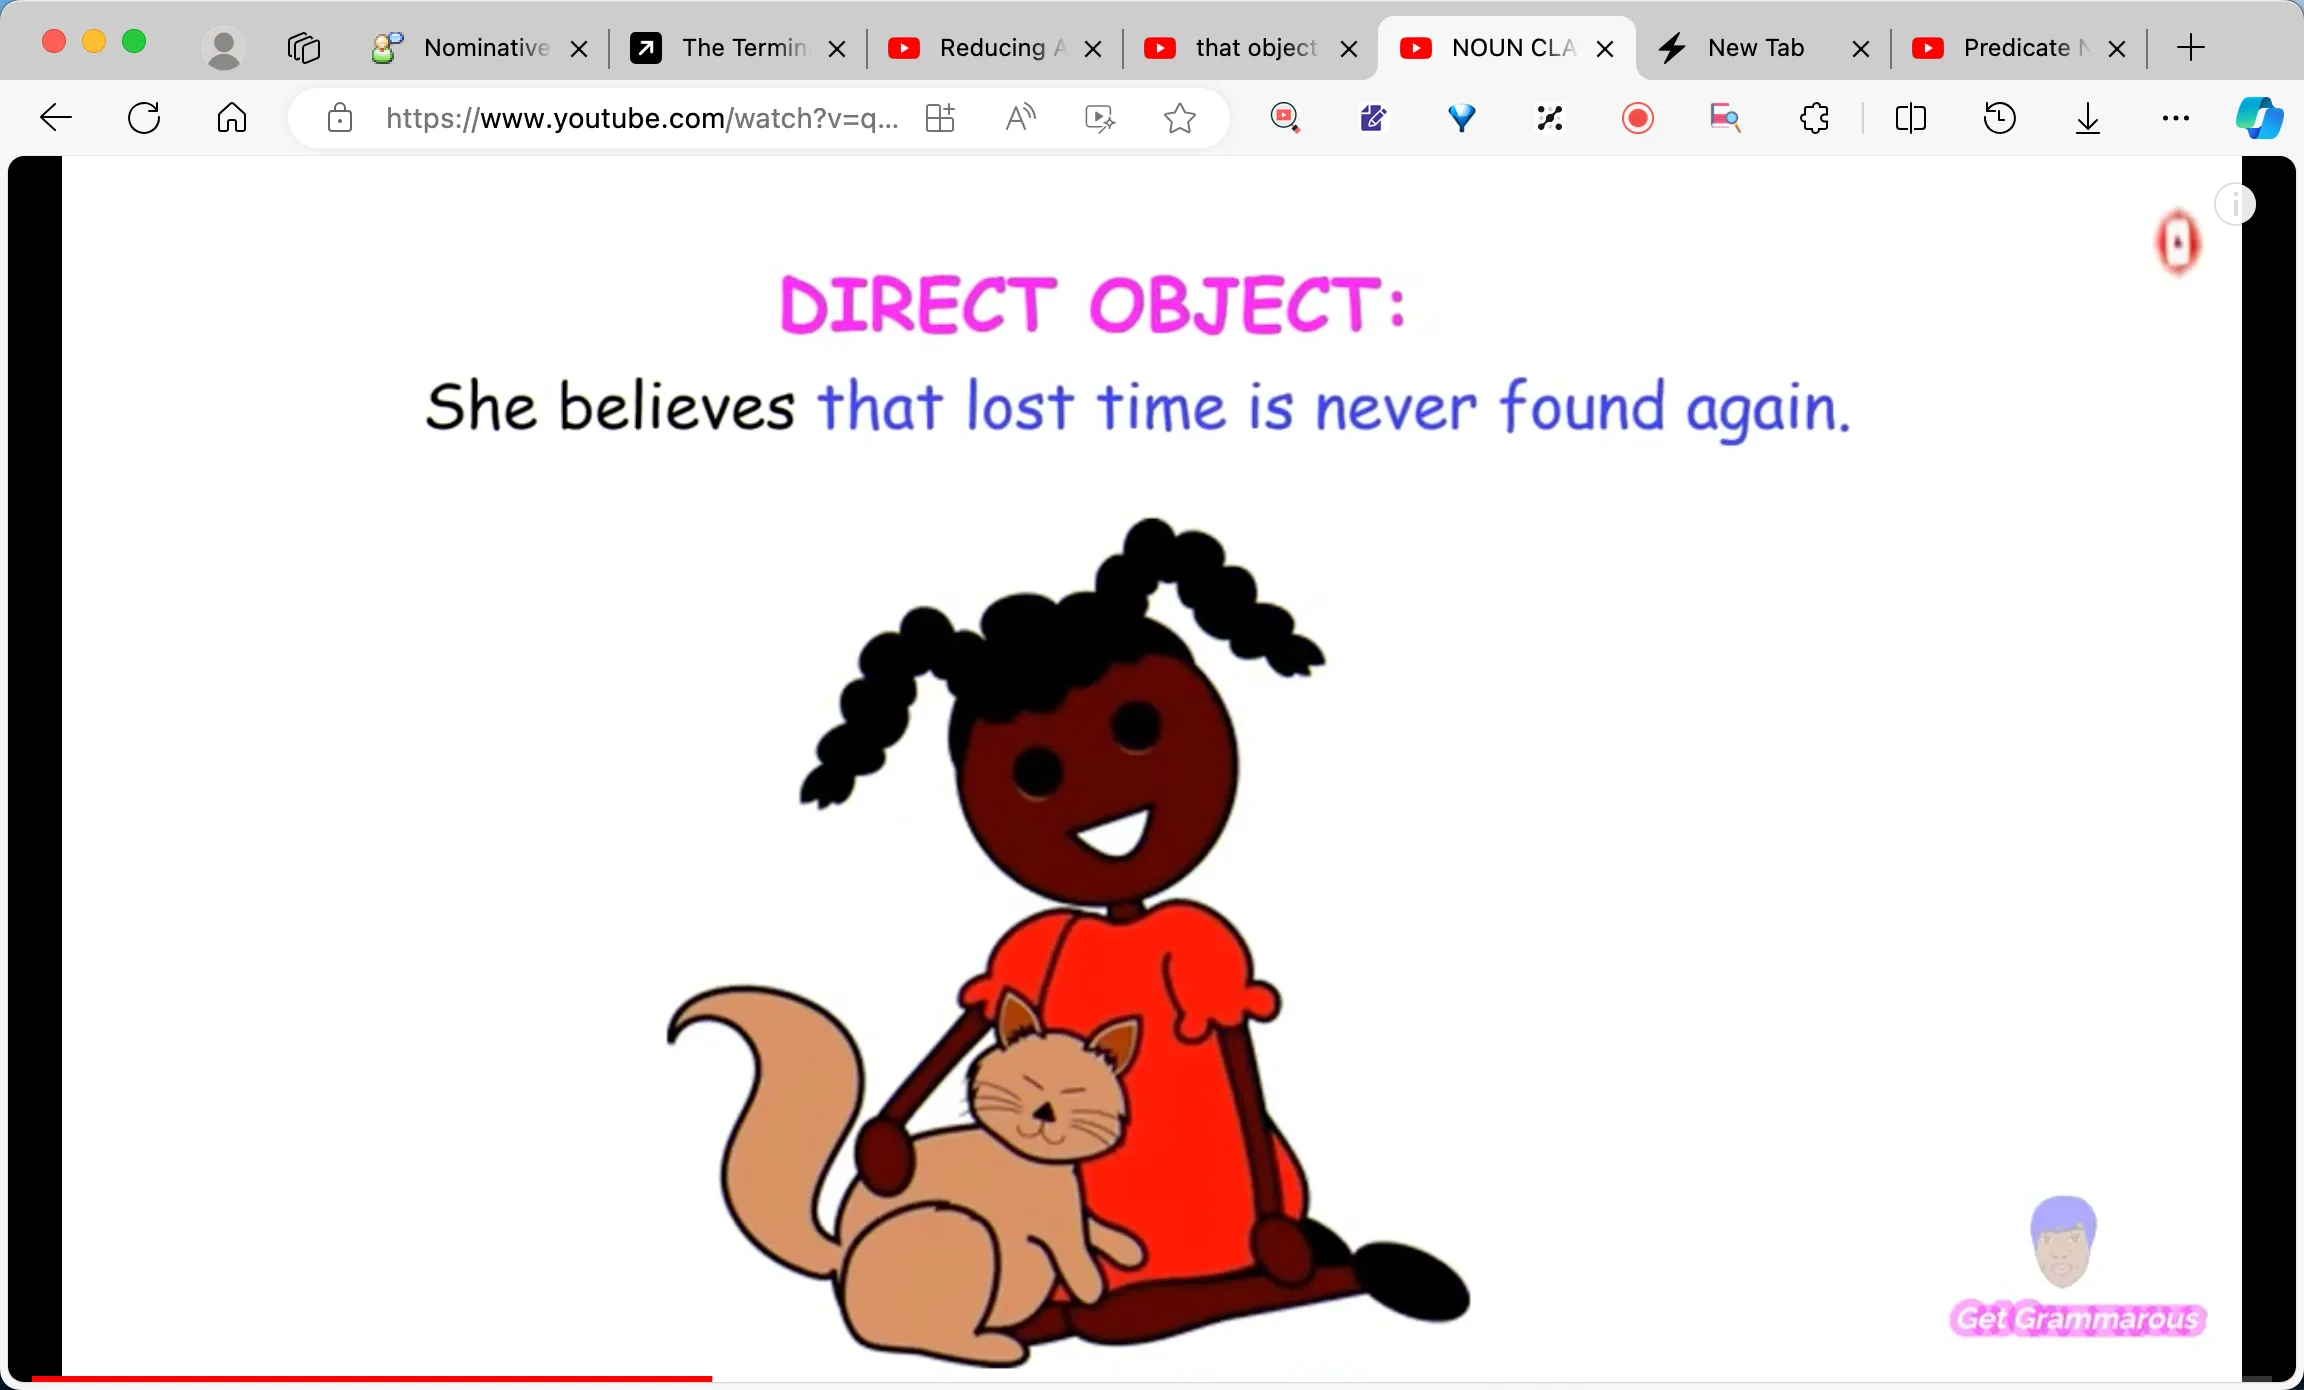 Nominative
The Termin
Reducing A
that object
NOUN CLA
New Tab
Predicate N
https://www.youtube.com/watch?v=q...
DIRECT OBJECT:
She believes that lost time is never found again.
Get Grammarous